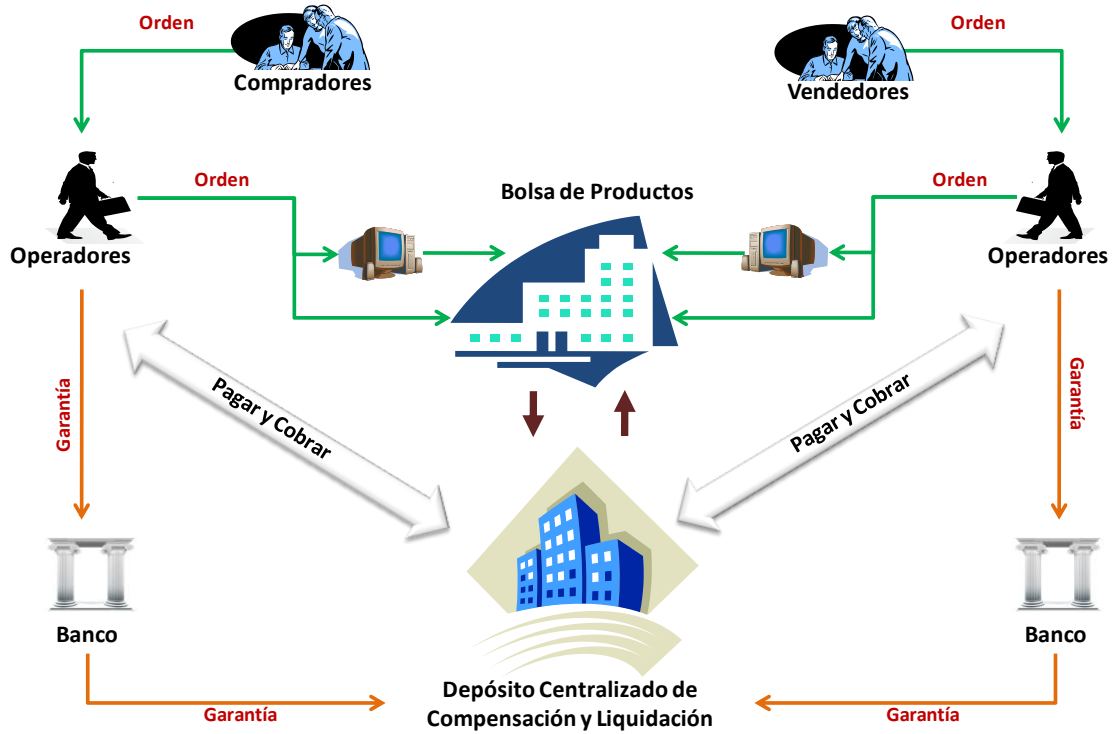 Orden
Orden
Compradores
Vendedores
Orden
Bolsa de Productos
Orden
Operadores
Operadores
Garantía
Pagar y Cobrar
Pagar y Cobrar
Garantía
Banco
Banco
Depósito Centralizado de
Compensación y Liquidación
Garantía
Garantía